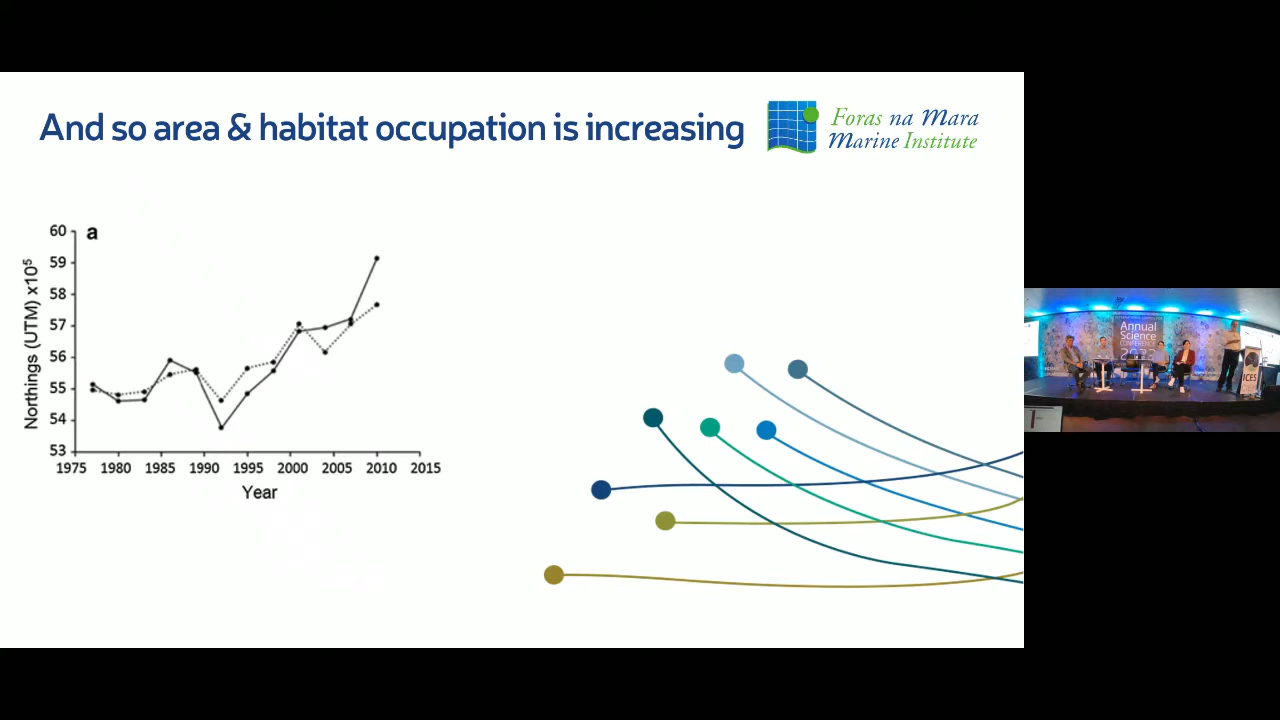 And so area & habitat occupation is increasing
Foras na Mara
Marine Institute
a
Northings (UTM) x10⁵
60
59
58
57
56
55
54
53
1975 1980 1985 1990 1995 2000 2005 2010 2015
Year
Annual
Science
CONFERENCE
ICES